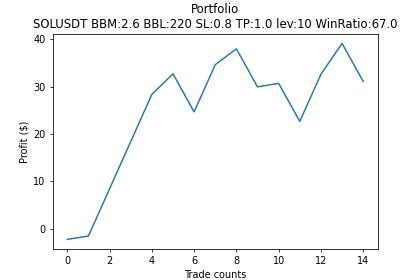 Portfolio
SOLUSDT BBM:2.6 BBL:220 SL:0.8 TP:1.0 lev:10 WinRatio:67.0
40
30
20
10
0
Profit ($)
0 2 4 6 8 10 12 14
Trade counts